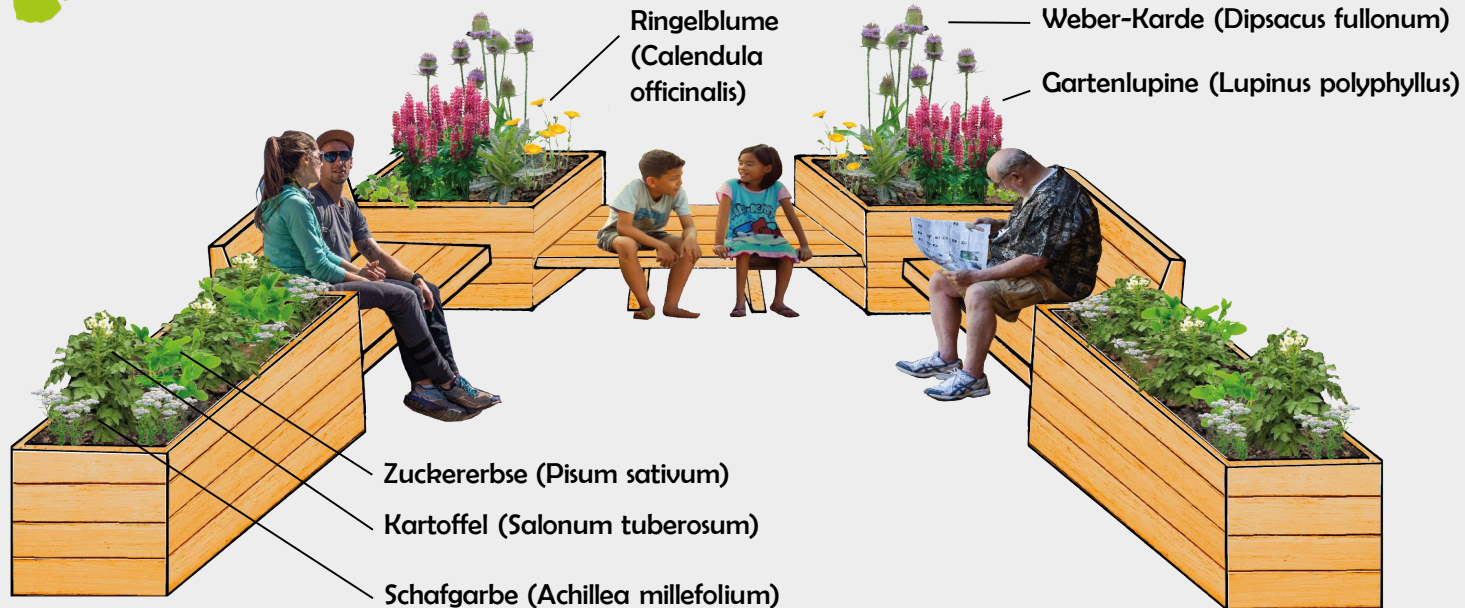 Ringelblume
(Calendula
officinalis)
Weber-Karde (Dipsacus fullonum)
Gartenlupine (Lupinus polyphyllus)
Zuckererbse (Pisum sativum)
Kartoffel (Salonum tuberosum)
Schafgarbe (Achillea millefolium)